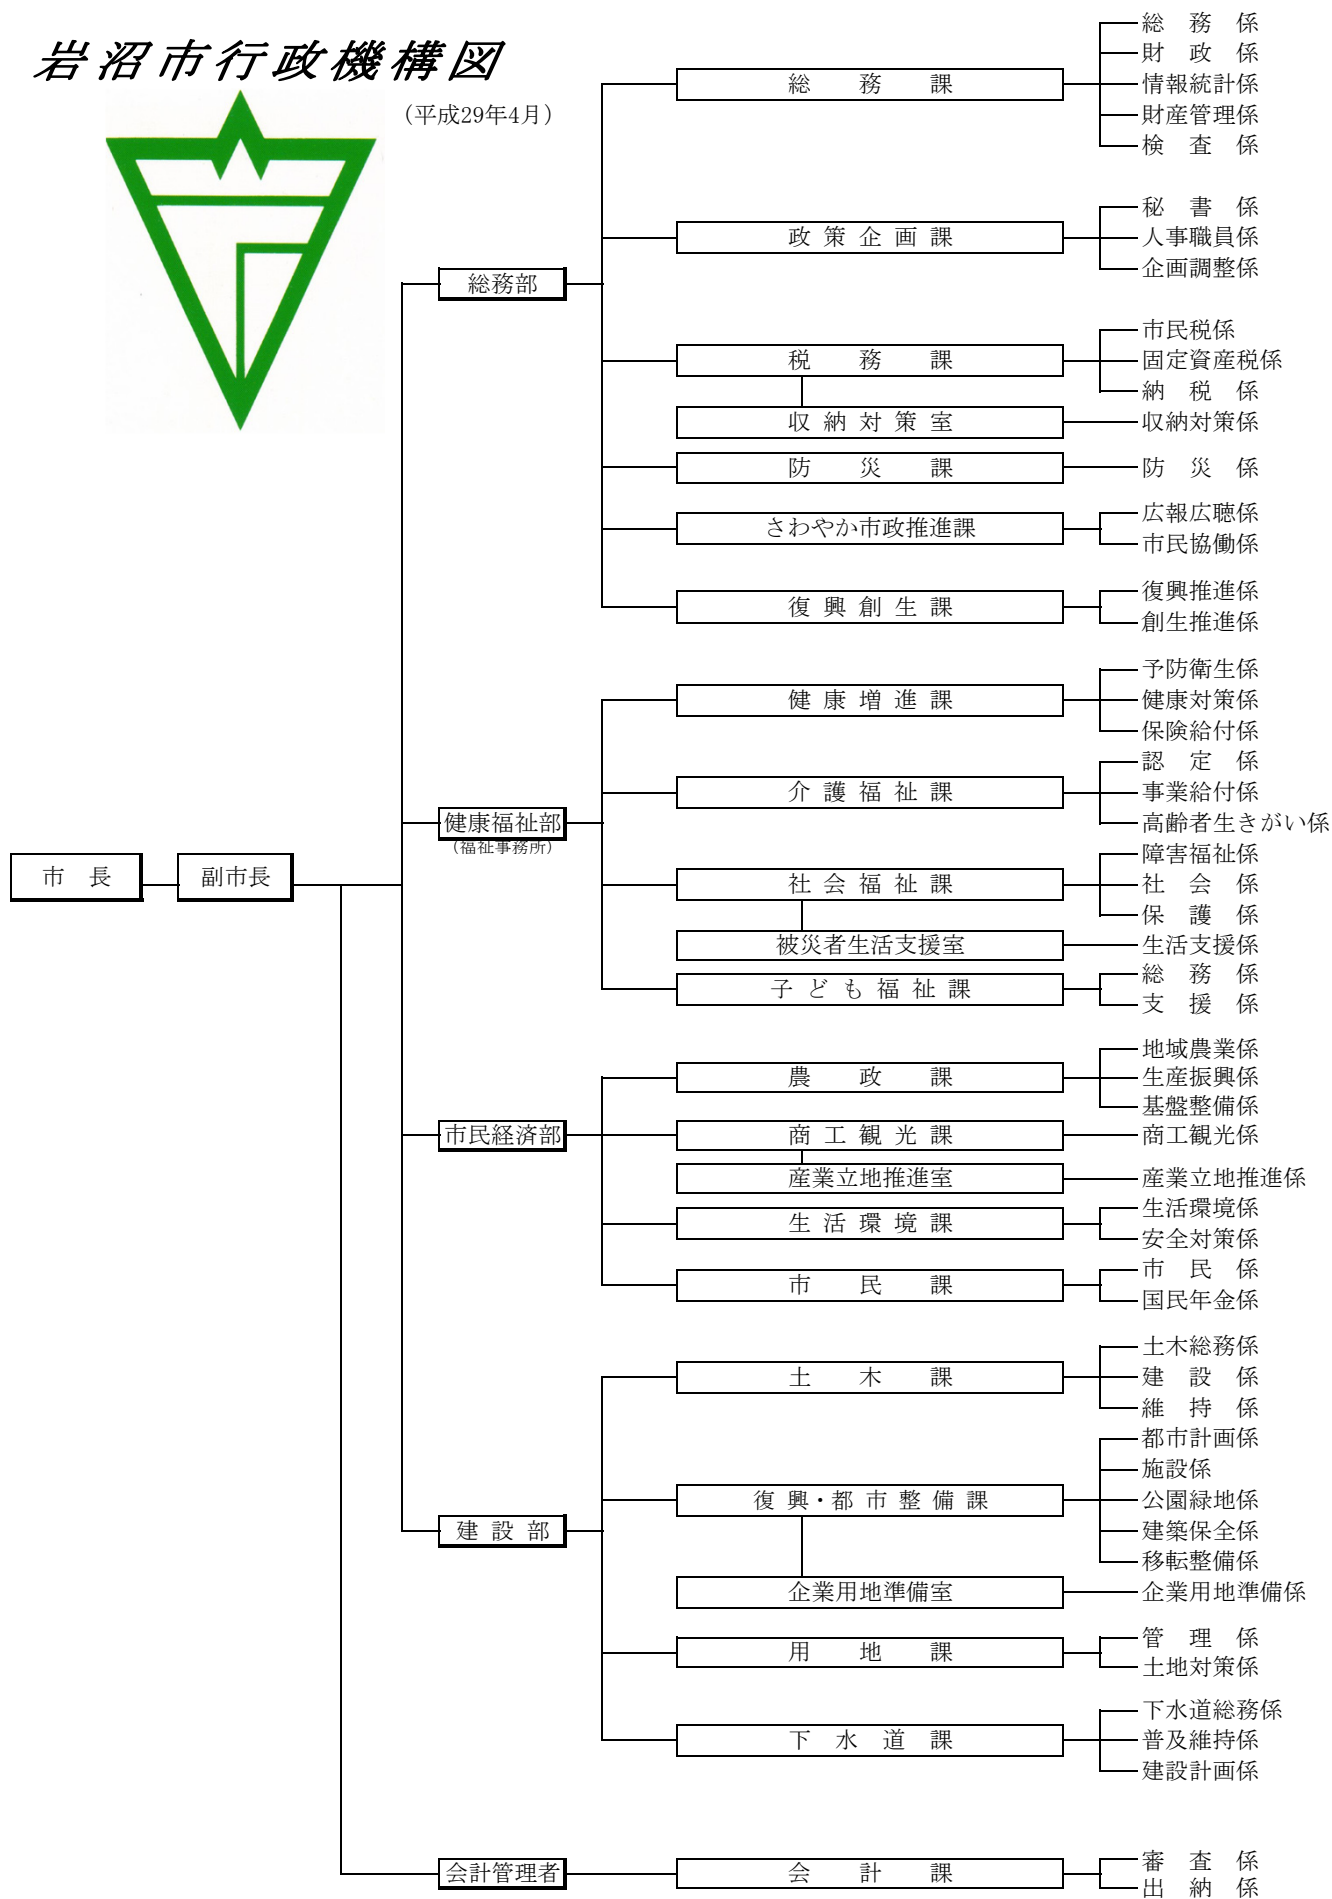 岩沼市行政機構図
（平成29年4月）
市　長
副市長
総務部
総　務　課
総　務　係
財　政　係
情報統計係
財産管理係
検　査　係
政策企画課
秘　書　係
人事職員係
企画調整係
税　務　課
市民税係
固定資産税係
納　税　係
収納対策室
収納対策係
防　災　課
防　災　係
さわやか市政推進課
広報広聴係
市民協働係
復興創生課
復興推進係
創生推進係
健康福祉部
（福祉事務所）
健康増進課
予防衛生係
健康対策係
保険給付係
介護福祉課
認　定　係
事業給付係
高齢者生きがい係
社会福祉課
障害福祉係
社　会　係
保　護　係
被災者生活支援室
生活支援係
子ども福祉課
総　務　係
支　援　係
市民経済部
農　政　課
地域農業係
生産振興係
基盤整備係
商工観光課
商工観光係
産業立地推進室
産業立地推進係
生活環境課
生活環境係
安全対策係
市　民　課
市　民　係
国民年金係
建設部
土　木　課
土木総務係
建　設　係
維　持　係
復興・都市整備課
都市計画係
施設係
公園緑地係
建築保全係
移転整備係
企業用地準備室
企業用地準備係
用　地　課
管　理　係
土地対策係
下水道課
下水道総務係
普及維持係
建設計画係
会計管理者
会　計　課
審　査　係
出　納　係